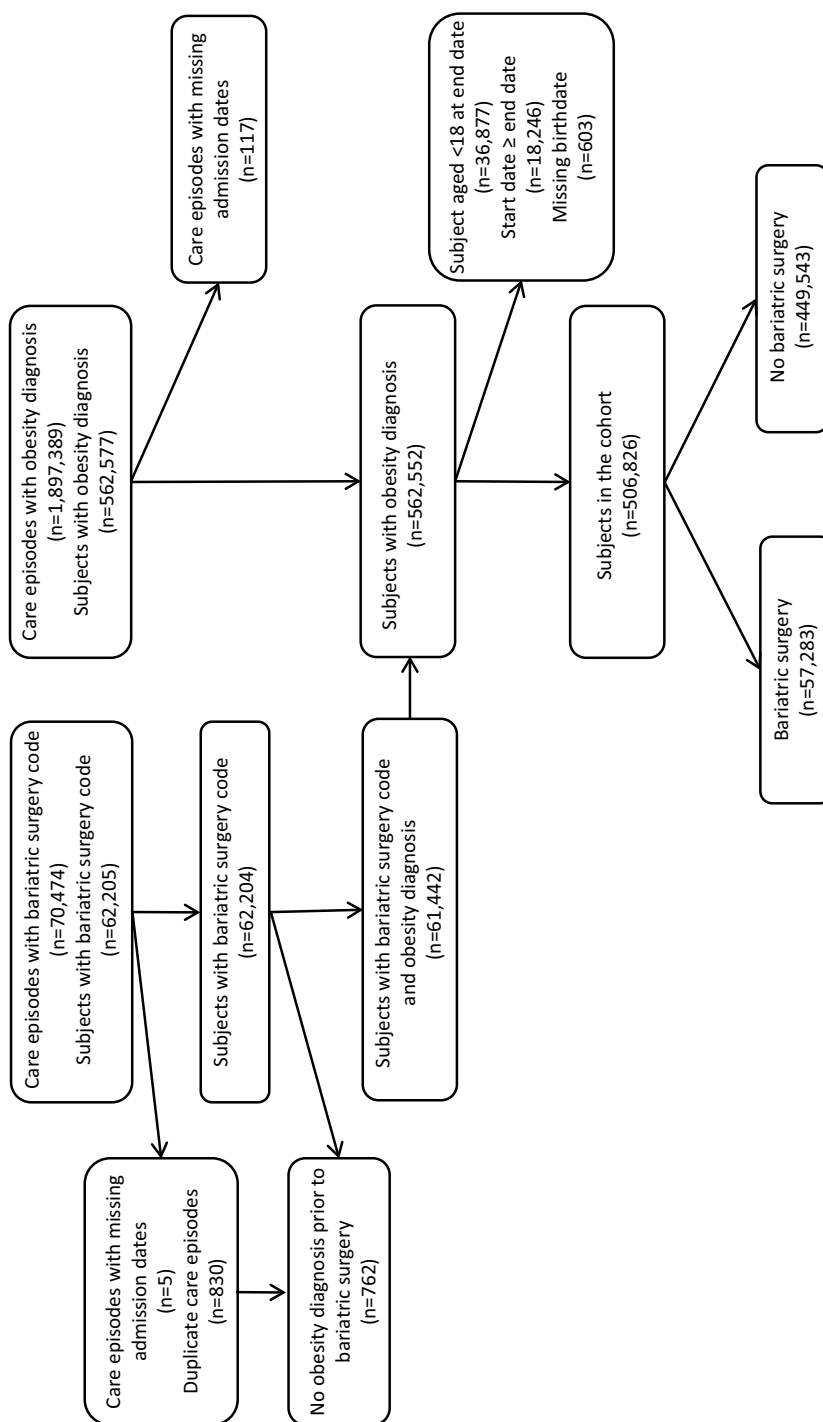 Care episodes with bariatric surgery code
(n=70,474)
Subjects with bariatric surgery code
(n=62,205)
Care episodes with obesity diagnosis
(n=1,897,389)
Subjects with obesity diagnosis
(n=562,577)
Care episodes with missing
admission dates
(n=5)
Duplicate care episodes
(n=830)
Care episodes with missing
admission dates
(n=117)
Subjects with bariatric surgery code
(n=62,204)
No obesity diagnosis prior to
bariatric surgery
(n=762)
Subjects with bariatric surgery code
and obesity diagnosis
(n=61,442)
Subjects with obesity diagnosis
(n=562,552)
Subject aged <18 at end date
(n=36,877)
Start date ≥ end date
(n=18,246)
Missing birthdate
(n=603)
Subjects in the cohort
(n=506,826)
Bariatric surgery
(n=57,283)
No bariatric surgery
(n=449,543)